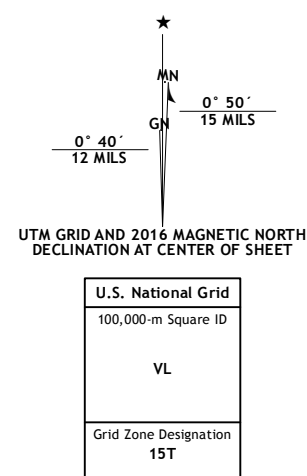 ★
MN
0° 50´
15 MILS
GN
0° 40´
12 MILS
UTM GRID AND 2016 MAGNETIC NORTH
DECLINATION AT CENTER OF SHEET
U.S. National Grid
100,000-m Square ID
VL
Grid Zone Designation
15T